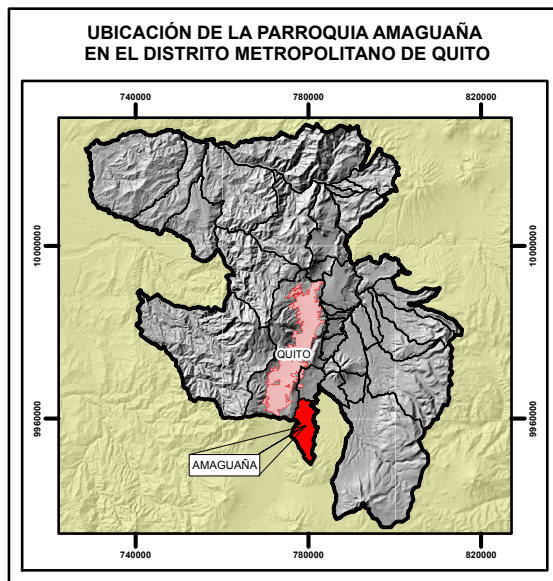 UBICACIÓN DE LA PARROQUIA AMAGUAÑA
EN EL DISTRITO METROPOLITANO DE QUITO
740000
780000
820000
10000000
10000000
QUITO
9960000
9960000
AMAGUAÑA
740000
780000
820000